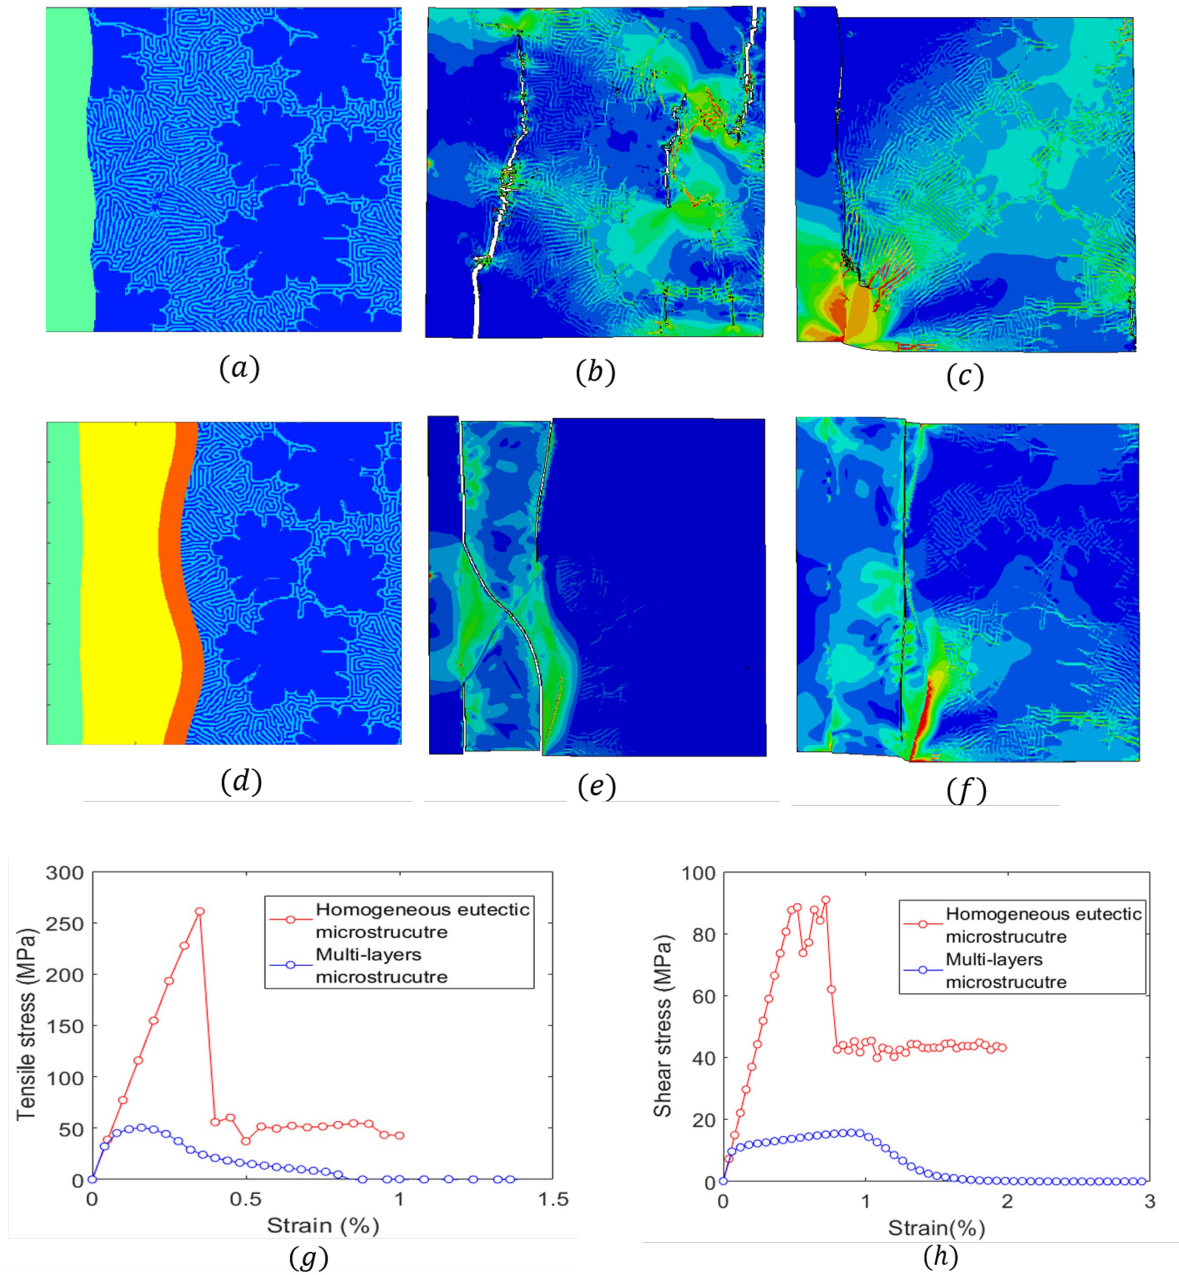 (a)
(b)
(c)
(d)
(e)
(f)
300
250
200
150
100
50
0
Tensile stress (MPa)
Homogeneous eutectic
microstrucutre
Multi-layers
microstrucutre
0
0.5
1
1.5
Strain (%)
(g)
100
80
60
40
20
0
Shear stress (MPa)
Homogeneous eutectic
microstrucutre
Multi-layers
microstrucutre
0
1
2
3
Strain(%)
(h)